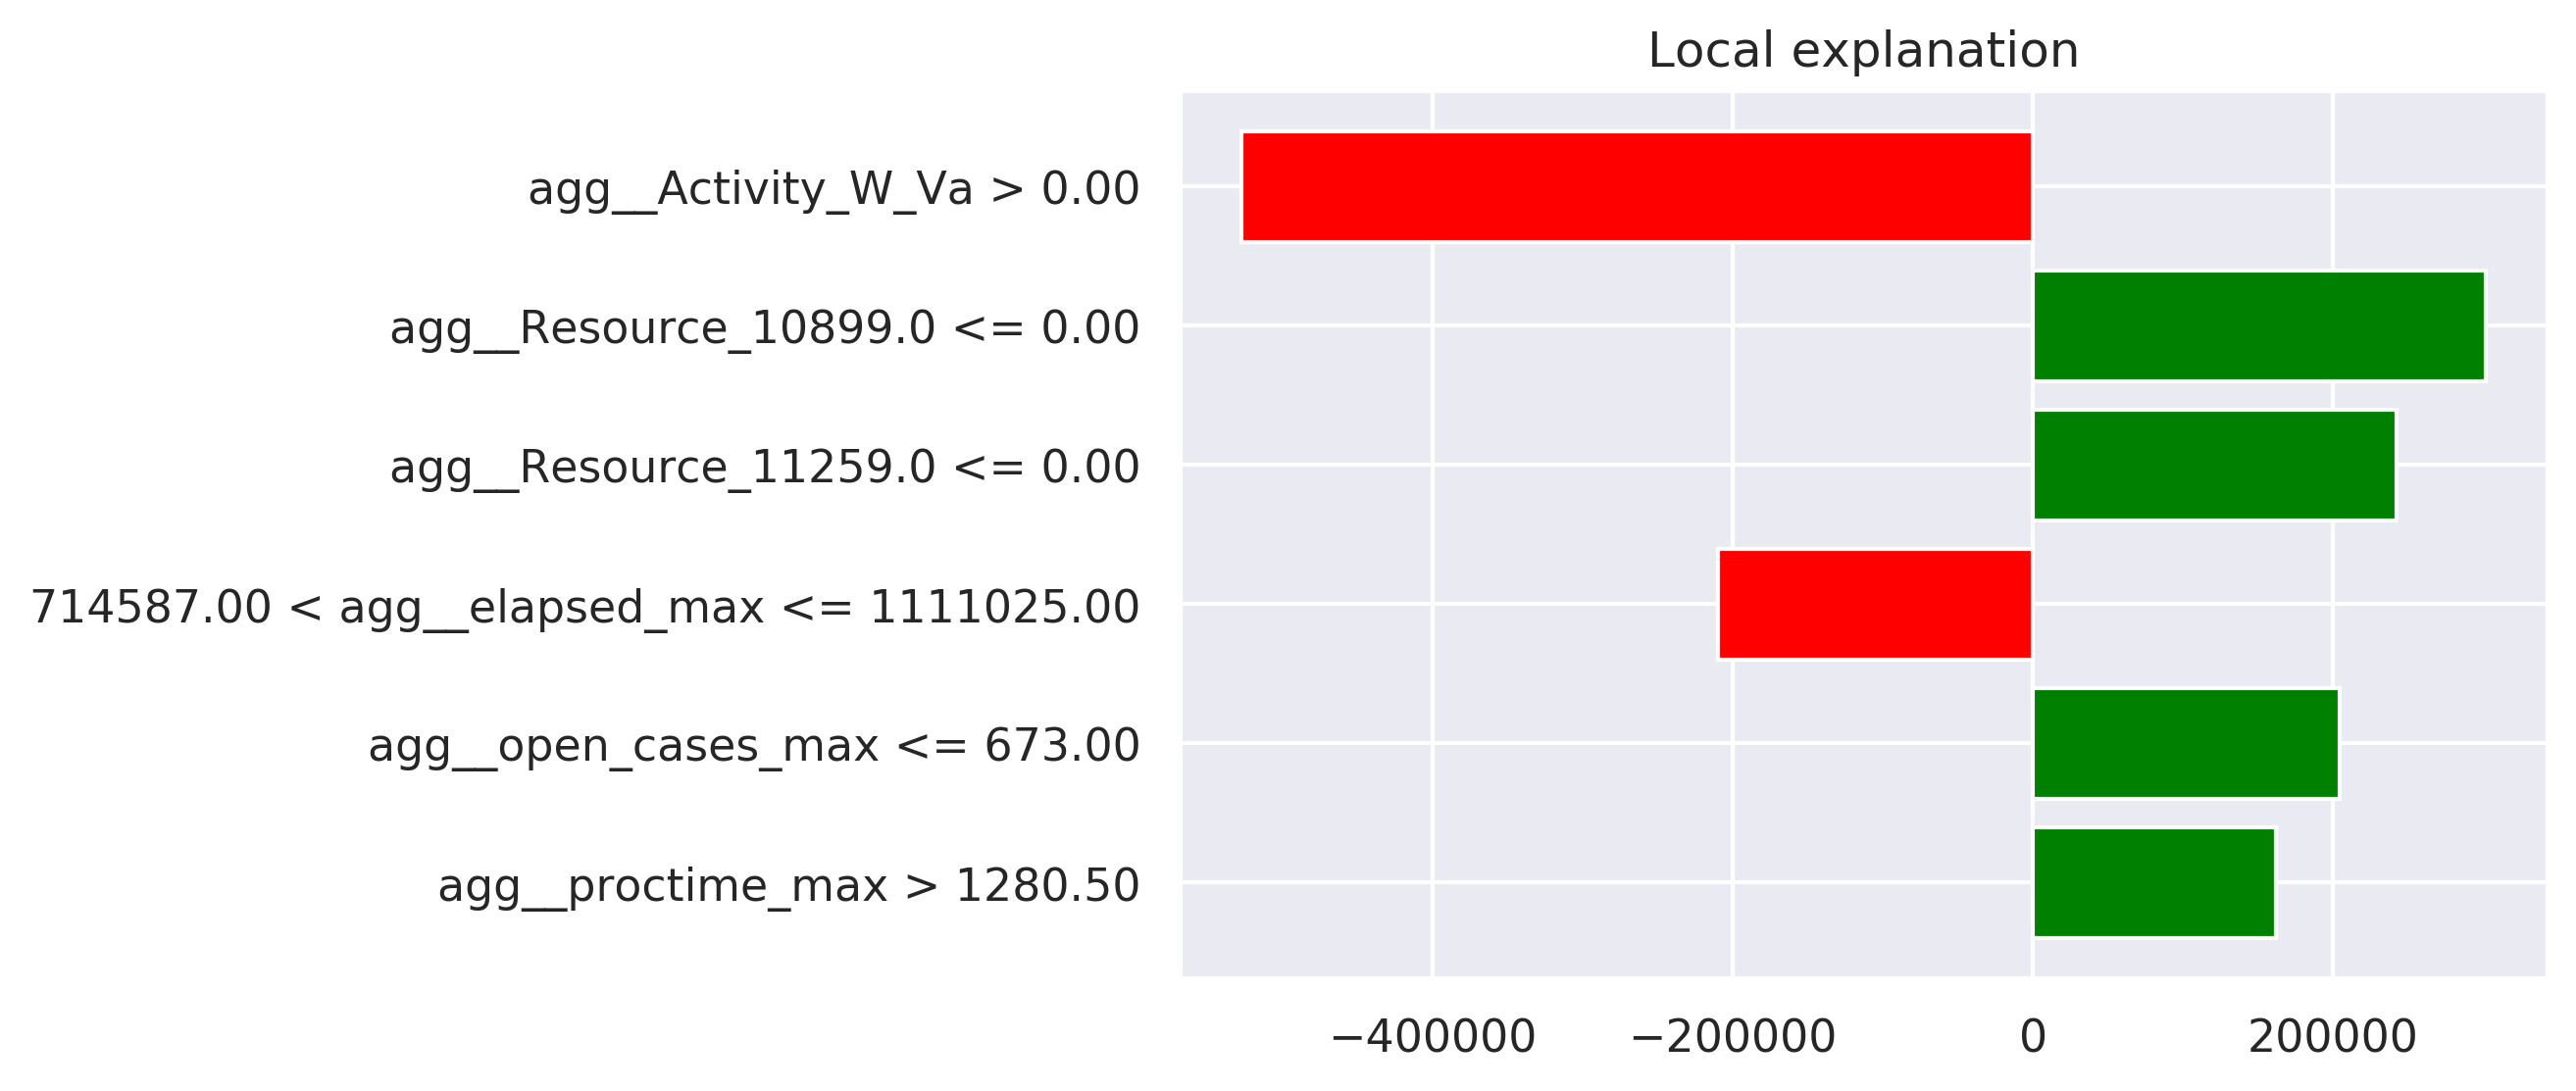 Local explanation
agg__Activity_W_Va > 0.00
agg__Resource_10899.0 <= 0.00
agg__Resource_11259.0 <= 0.00
714587.00 < agg__elapsed_max <= 1111025.00
agg__open_cases_max <= 673.00
agg__proctime_max > 1280.50
−400000 −200000 0 200000